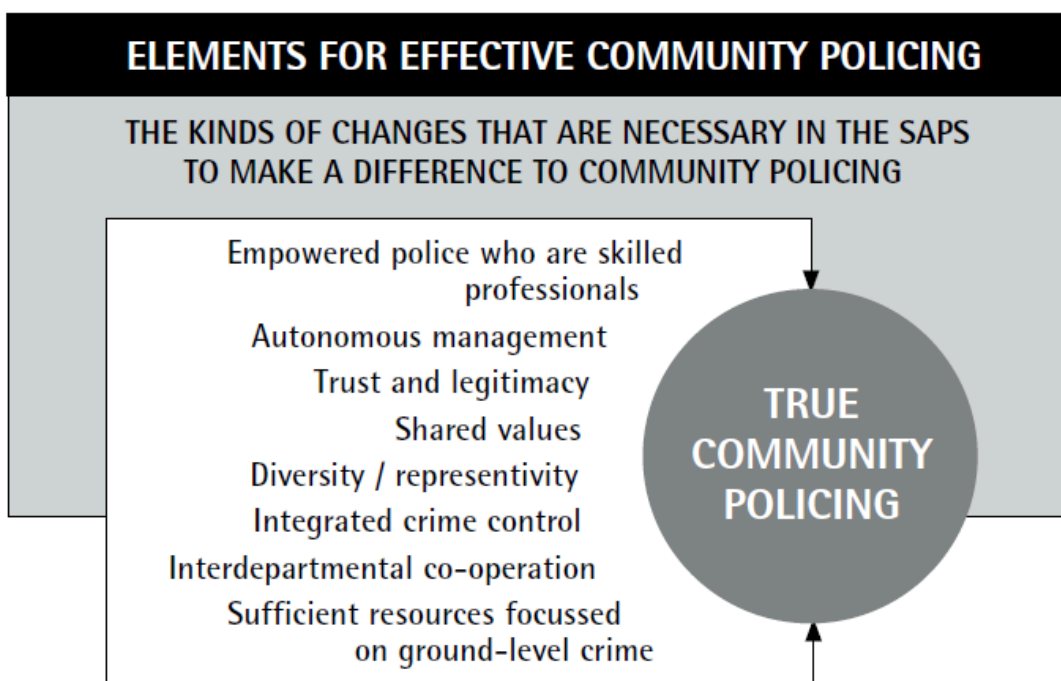 ELEMENTS FOR EFFECTIVE COMMUNITY POLICING
THE KINDS OF CHANGES THAT ARE NECESSARY IN THE SAPS
TO MAKE A DIFFERENCE TO COMMUNITY POLICING
Empowered police who are skilled
professionals
Autonomous management
Trust and legitimacy
Shared values
Diversity / representivity
Integrated crime control
Interdepartmental co-operation
Sufficient resources focussed
on ground-level crime
TRUE
COMMUNITY
POLICING